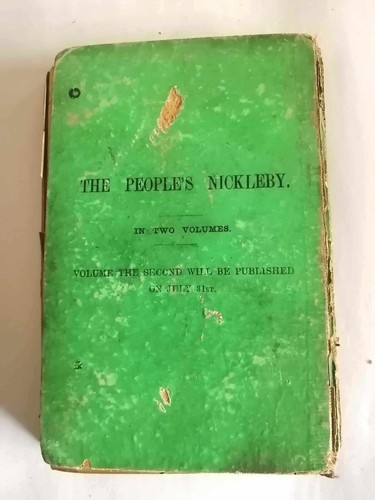 THE PEOPLE'S NICKLEBY.
IN TWO VOLUMES.
VOLUME THE SECOND WILL BE PUBLISHED
ON JULY 31ST.